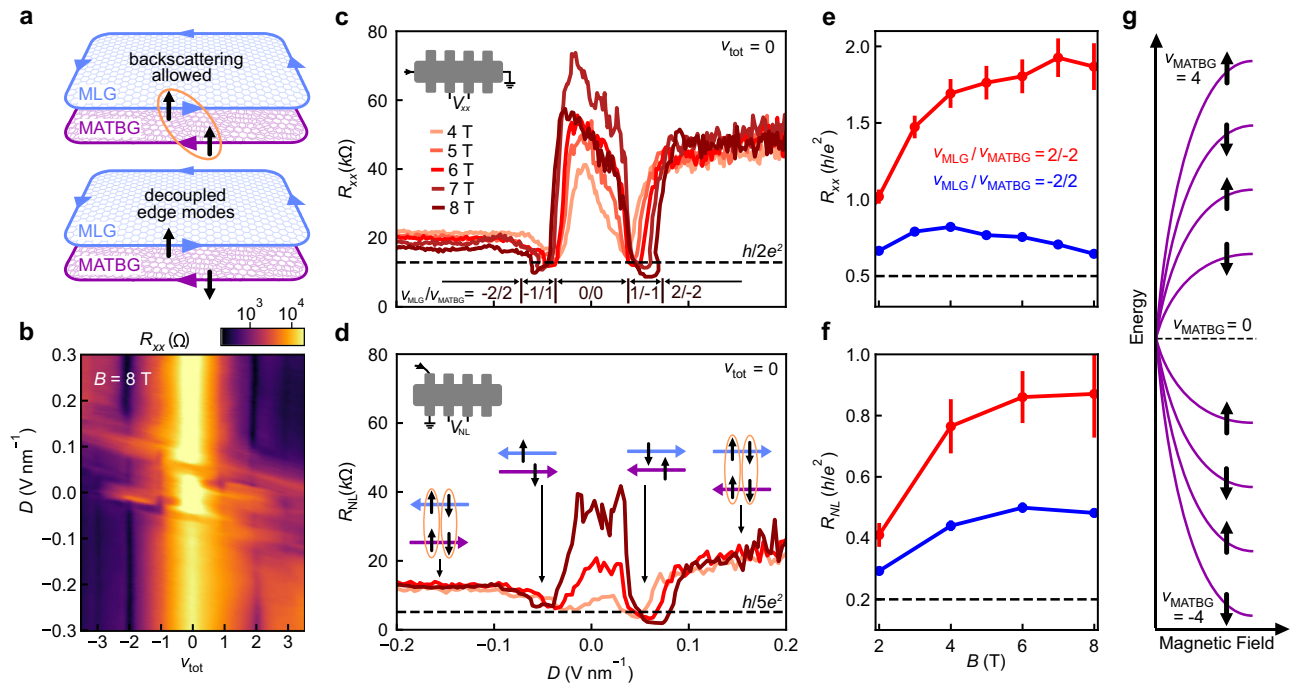 a
backscattering
allowed
MLG
MATBG
decoupled
edge modes
MLG
MATBG
b
R_xx (Ω)
10^3
10^4
B = 8 T
D (V nm^−1)
0.3
0.2
0.1
0.0
−0.1
−0.2
−0.3
−3 −2 −1 0 1 2 3
ν_tot
c
ν_tot = 0
V_xx
4 T
5 T
6 T
7 T
8 T
R_xx (kΩ)
80
60
40
20
0
h/2e^2
ν_MLG/ν_MATBG = -2/2 -1/1 0/0 1/-1 2/-2
d
ν_tot = 0
V_NL
R_NL (kΩ)
80
60
40
20
0
h/5e^2
−0.2 −0.1 0.0 0.1 0.2
D (V nm^−1)
e
R_xx (h/e^2)
2.0
1.5
1.0
0.5
ν_MLG/ν_MATBG = 2/-2
ν_MLG/ν_MATBG = -2/2
f
R_NL (h/e^2)
1.0
0.8
0.6
0.4
0.2
2 4 6 8
B (T)
g
ν_MATBG
= 4
Energy
ν_MATBG = 0
ν_MATBG
= -4
Magnetic Field